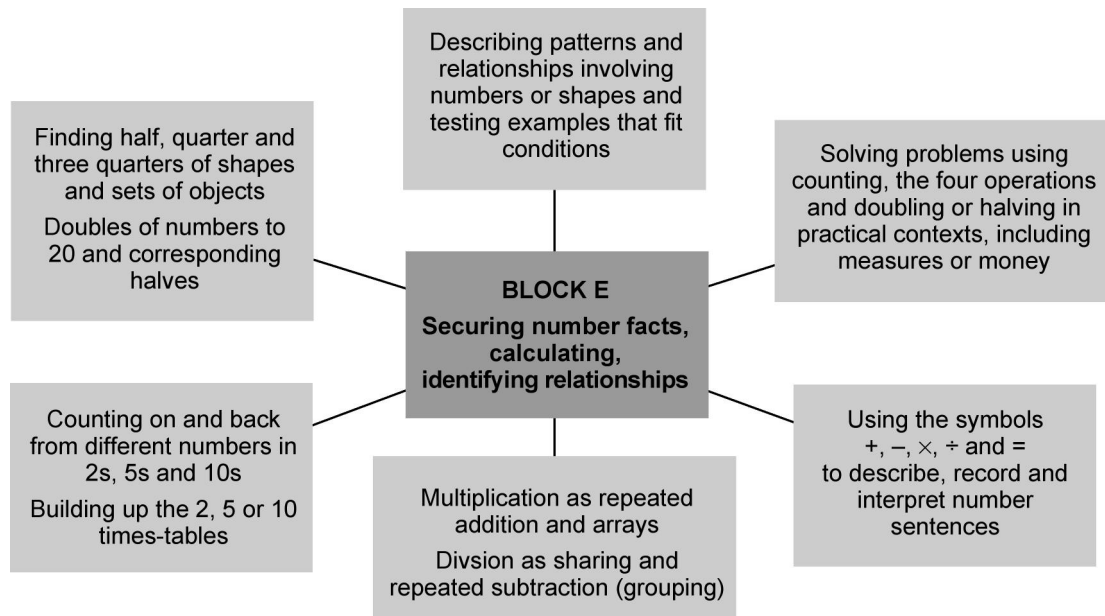 Describing patterns and
relationships involving
numbers or shapes and
testing examples that fit
conditions
Finding half, quarter and
three quarters of shapes
and sets of objects
Doubles of numbers to
20 and corresponding
halves
Solving problems using
counting, the four operations
and doubling or halving in
practical contexts, including
measures or money
BLOCK E
Securing number facts,
calculating,
identifying relationships
Counting on and back
from different numbers in
2s, 5s and 10s
Building up the 2, 5 or 10
times-tables
Multiplication as repeated
addition and arrays
Divsion as sharing and
repeated subtraction (grouping)
Using the symbols
+, –, ×, ÷ and =
to describe, record and
interpret number
sentences